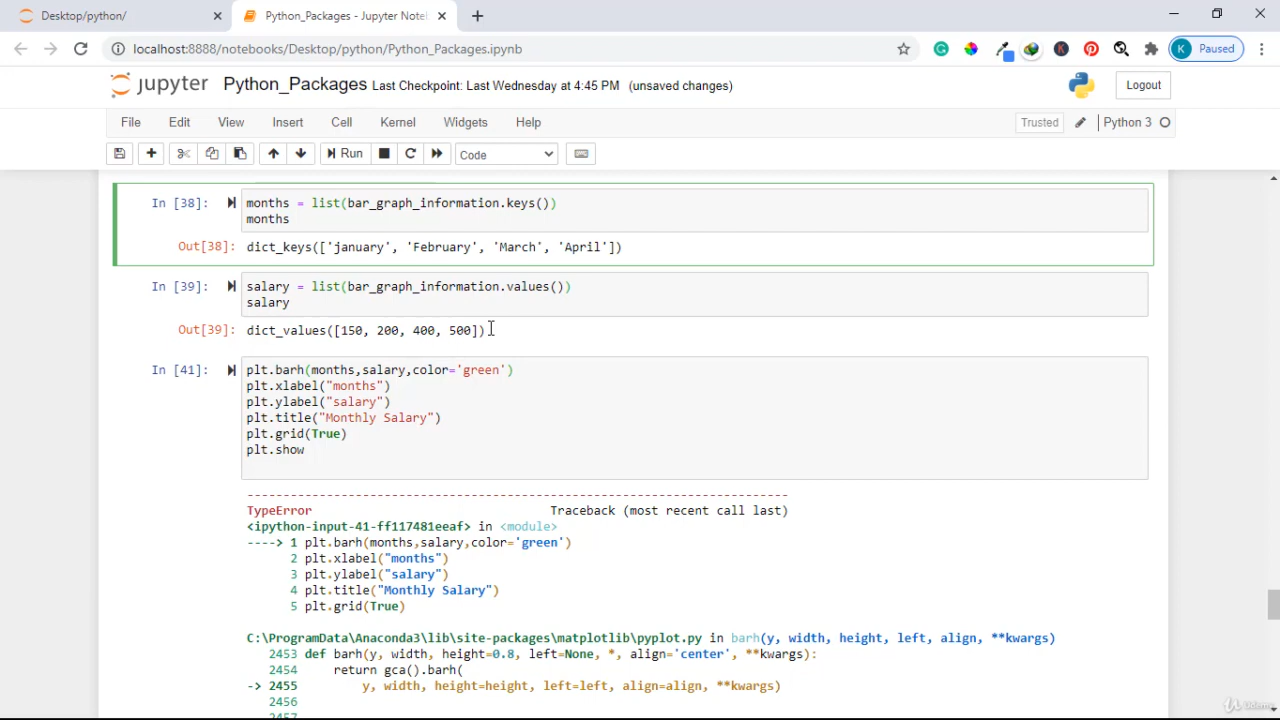 Desktop/python/
Python_Packages - Jupyter Note
localhost:8888/notebooks/Desktop/python/Python_Packages.ipynb
K Paused
jupyter Python_Packages Last Checkpoint: Last Wednesday at 4:45 PM (unsaved changes)
Logout
File Edit View Insert Cell Kernel Widgets Help
Trusted Python 3
Run Code
In [38]: months = list(bar_graph_information.keys())
months
Out[38]: dict_keys(['january', 'February', 'March', 'April'])
In [39]: salary = list(bar_graph_information.values())
salary
Out[39]: dict_values([150, 200, 400, 500])
In [41]: plt.barh(months,salary,color='green')
plt.xlabel("months")
plt.ylabel("salary")
plt.title("Monthly Salary")
plt.grid(True)
plt.show
---------------------------------------------------------------------------
TypeError Traceback (most recent call last)
<ipython-input-41-ff117481eeaf> in <module>
----> 1 plt.barh(months,salary,color='green')
2 plt.xlabel("months")
3 plt.ylabel("salary")
4 plt.title("Monthly Salary")
5 plt.grid(True)
C:\ProgramData\Anaconda3\lib\site-packages\matplotlib\pyplot.py in barh(y, width, height, left, align, **kwargs)
2453 def barh(y, width, height=0.8, left=None, *, align='center', **kwargs):
2454 return gca().barh(
-> 2455 y, width, height=height, left=left, align=align, **kwargs)
2456
2457
Udemy